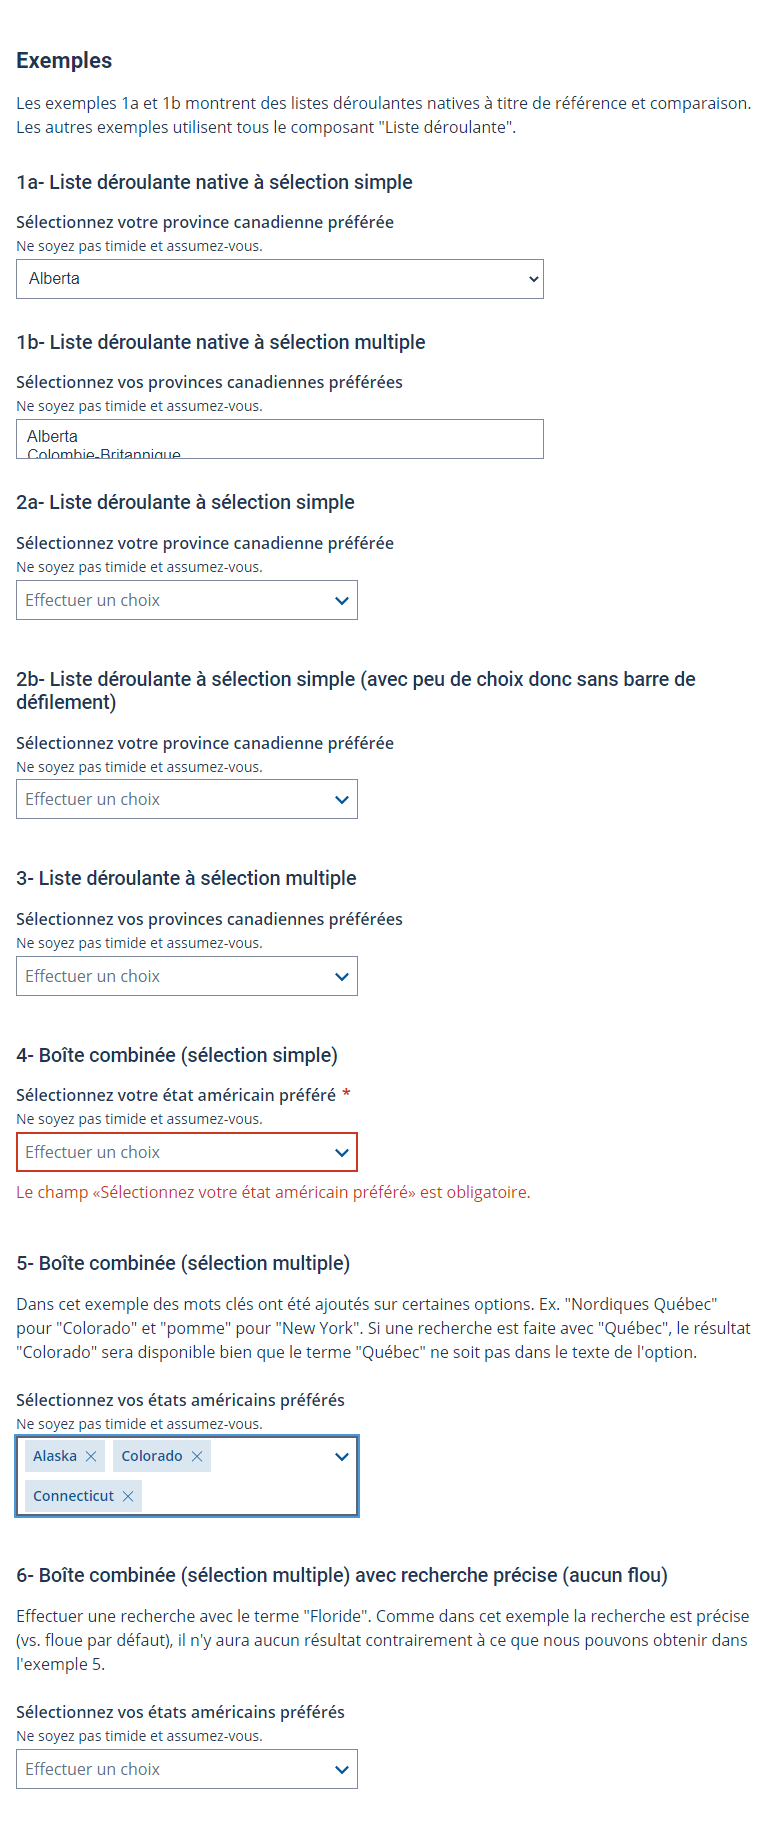 Exemples
Les exemples 1a et 1b montrent des listes déroulantes natives à titre de référence et comparaison.
Les autres exemples utilisent tous le composant "Liste déroulante".
1a- Liste déroulante native à sélection simple
Sélectionnez votre province canadienne préférée
Ne soyez pas timide et assumez-vous.
Alberta
1b- Liste déroulante native à sélection multiple
Sélectionnez vos provinces canadiennes préférées
Ne soyez pas timide et assumez-vous.
Alberta
Colombie-Britannique
2a- Liste déroulante à sélection simple
Sélectionnez votre province canadienne préférée
Ne soyez pas timide et assumez-vous.
Effectuer un choix
2b- Liste déroulante à sélection simple (avec peu de choix donc sans barre de
défilement)
Sélectionnez votre province canadienne préférée
Ne soyez pas timide et assumez-vous.
Effectuer un choix
3- Liste déroulante à sélection multiple
Sélectionnez vos provinces canadiennes préférées
Ne soyez pas timide et assumez-vous.
Effectuer un choix
4- Boîte combinée (sélection simple)
Sélectionnez votre état américain préféré *
Ne soyez pas timide et assumez-vous.
Effectuer un choix
Le champ «Sélectionnez votre état américain préféré» est obligatoire.
5- Boîte combinée (sélection multiple)
Dans cet exemple des mots clés ont été ajoutés sur certaines options. Ex. "Nordiques Québec"
pour "Colorado" et "pomme" pour "New York". Si une recherche est faite avec "Québec", le résultat
"Colorado" sera disponible bien que le terme "Québec" ne soit pas dans le texte de l'option.
Sélectionnez vos états américains préférés
Ne soyez pas timide et assumez-vous.
Alaska Colorado
Connecticut
6- Boîte combinée (sélection multiple) avec recherche précise (aucun flou)
Effectuer une recherche avec le terme "Floride". Comme dans cet exemple la recherche est précise
(vs. floue par défaut), il n'y aura aucun résultat contrairement à ce que nous pouvons obtenir dans
l'exemple 5.
Sélectionnez vos états américains préférés
Ne soyez pas timide et assumez-vous.
Effectuer un choix